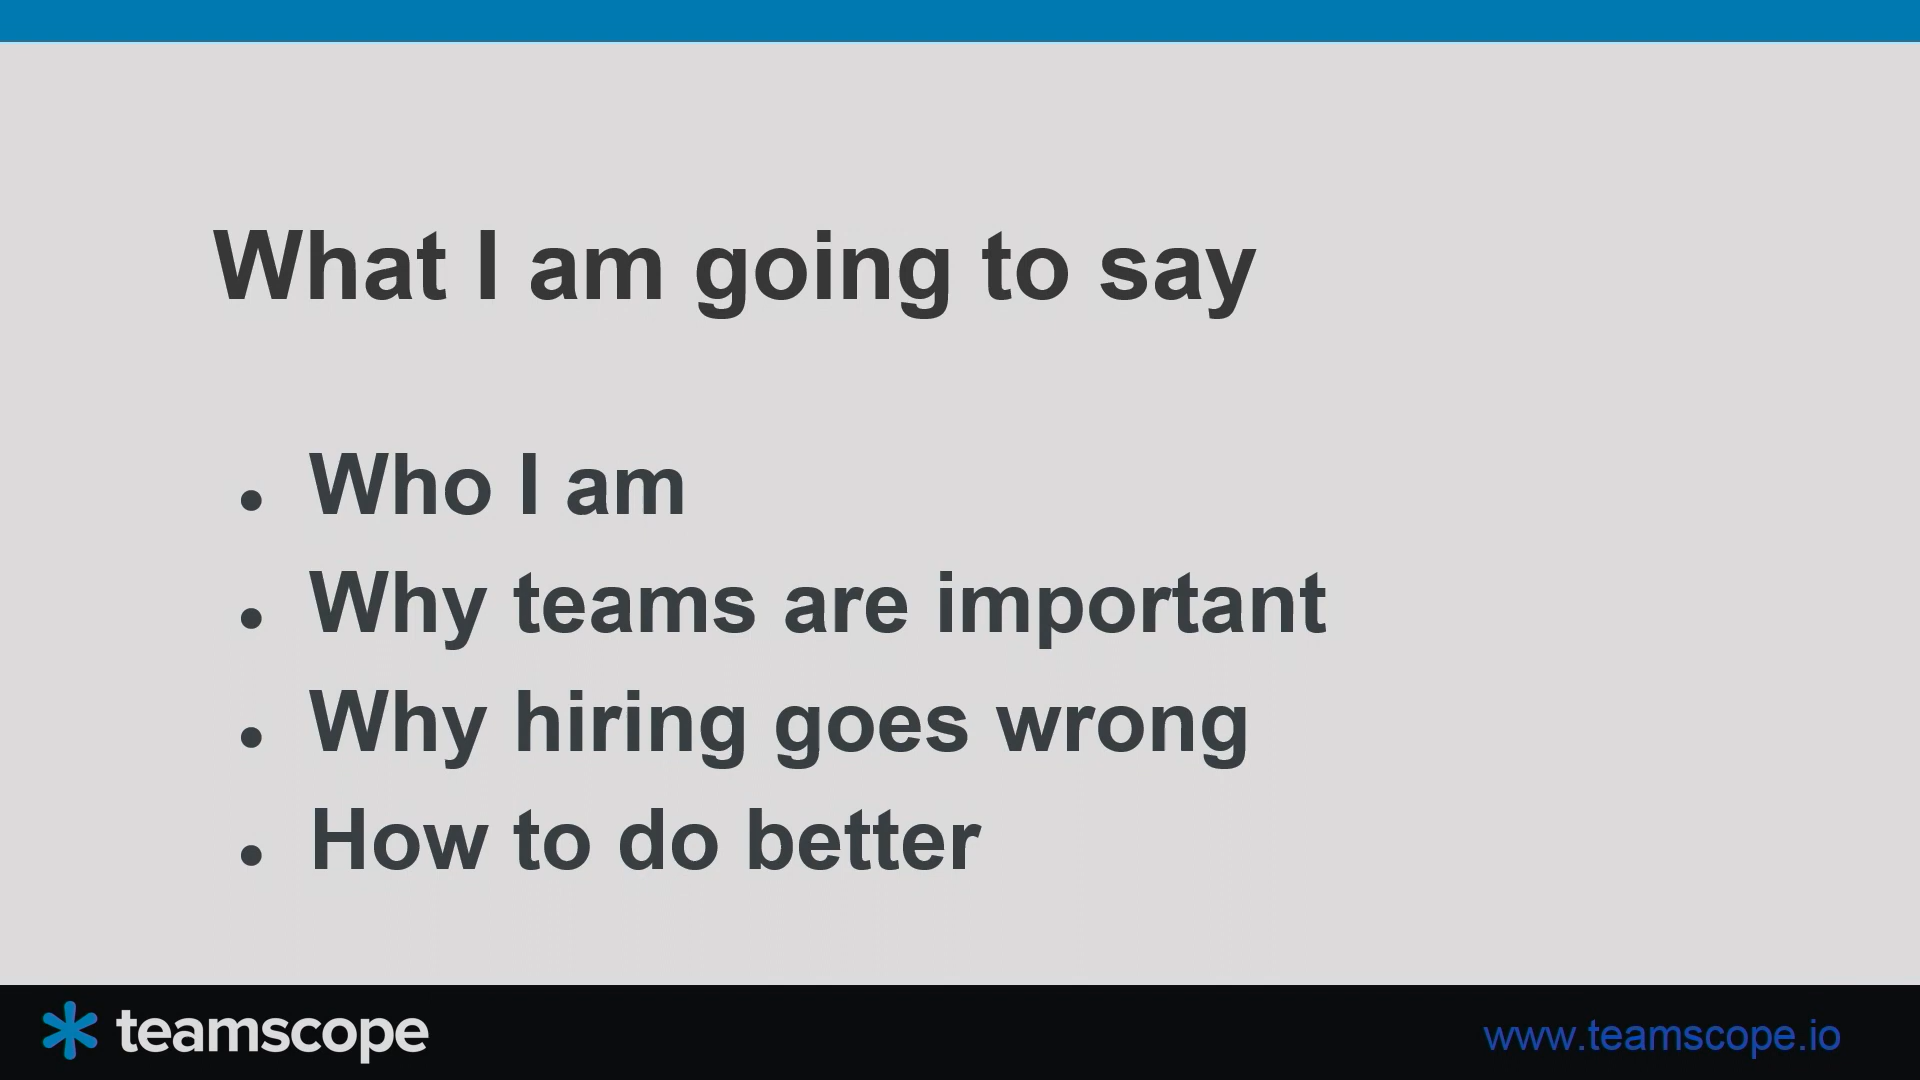 What I am going to say
• Who I am
• Why teams are important
• Why hiring goes wrong
• How to do better
teamscope
www.teamscope.io